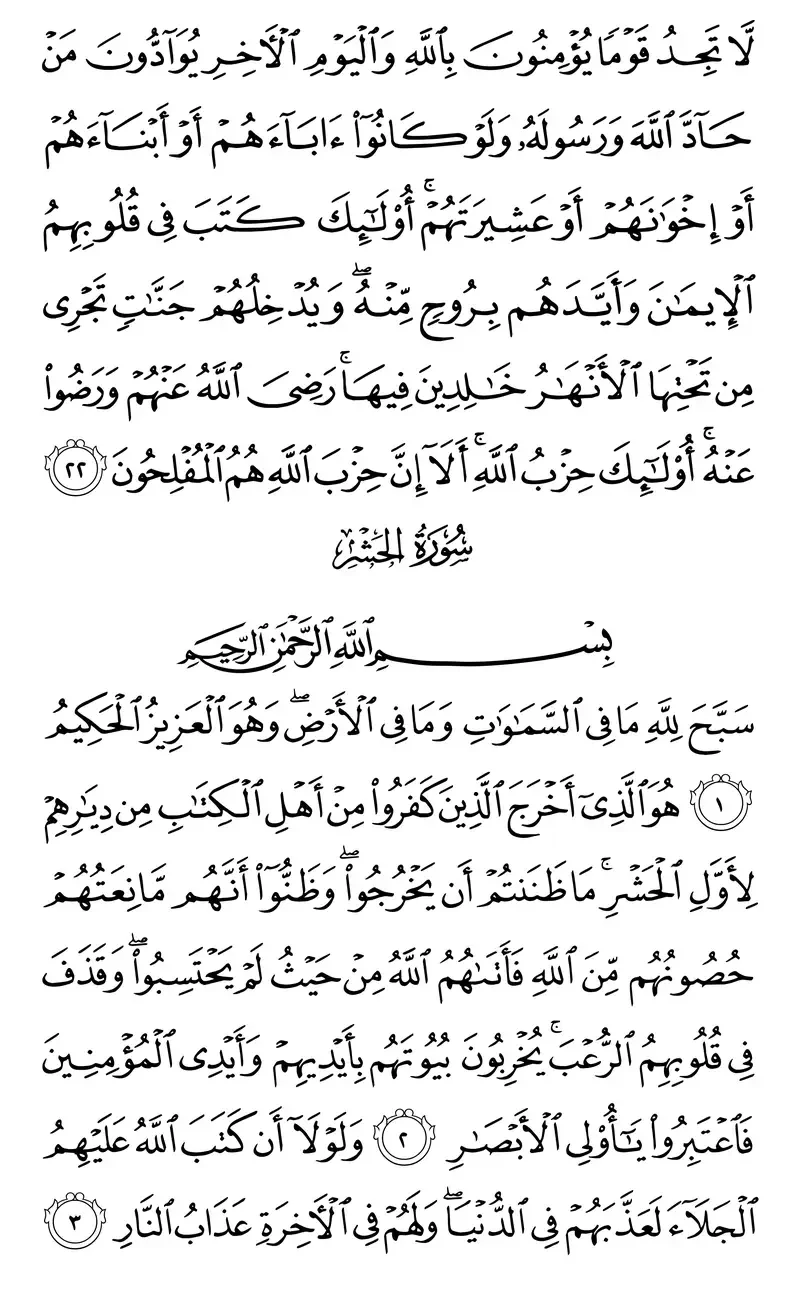 لَّا تَجِدُ قَوْمًا يُؤْمِنُونَ بِٱللَّهِ وَٱلْيَوْمِ ٱلْأَخِرِ يُوَآدُّونَ مَنْ
حَآدَّ ٱللَّهَ وَرَسُولَهُۥ وَلَوْ كَانُوٓا۟ ءَابَآءَهُمْ أَوْ أَبْنَآءَهُمْ
أَوْ إِخْوَٰنَهُمْ أَوْ عَشِيرَتَهُمْ ۚ أُو۟لَٰٓئِكَ كَتَبَ فِى قُلُوبِهِمُ
ٱلْإِيمَٰنَ وَأَيَّدَهُم بِرُوحٍ مِّنْهُ ۖ وَيُدْخِلُهُمْ جَنَّٰتٍ تَجْرِى
مِن تَحْتِهَا ٱلْأَنْهَٰرُ خَٰلِدِينَ فِيهَا ۚ رَضِىَ ٱللَّهُ عَنْهُمْ وَرَضُوا۟
عَنْهُ ۚ أُو۟لَٰٓئِكَ حِزْبُ ٱللَّهِ ۚ أَلَآ إِنَّ حِزْبَ ٱللَّهِ هُمُ ٱلْمُفْلِحُونَ ٢٢
سُورَةُ الحَشْرِ
بِسْمِ ٱللَّهِ ٱلرَّحْمَٰنِ ٱلرَّحِيمِ
سَبَّحَ لِلَّهِ مَا فِى ٱلسَّمَٰوَٰتِ وَمَا فِى ٱلْأَرْضِ ۖ وَهُوَ ٱلْعَزِيزُ ٱلْحَكِيمُ
١ هُوَ ٱلَّذِىٓ أَخْرَجَ ٱلَّذِينَ كَفَرُوا۟ مِنْ أَهْلِ ٱلْكِتَٰبِ مِن دِيَٰرِهِمْ
لِأَوَّلِ ٱلْحَشْرِ ۚ مَا ظَنَنتُمْ أَن يَخْرُجُوا۟ ۖ وَظَنُّوٓا۟ أَنَّهُم مَّانِعَتُهُمْ
حُصُونُهُم مِّنَ ٱللَّهِ فَأَتَىٰهُمُ ٱللَّهُ مِنْ حَيْثُ لَمْ يَحْتَسِبُوا۟ ۖ وَقَذَفَ
فِى قُلُوبِهِمُ ٱلرُّعْبَ ۚ يُخْرِبُونَ بُيُوتَهُم بِأَيْدِيهِمْ وَأَيْدِى ٱلْمُؤْمِنِينَ
فَٱعْتَبِرُوا۟ يَٰٓأُو۟لِى ٱلْأَبْصَٰرِ ٢ وَلَوْلَآ أَن كَتَبَ ٱللَّهُ عَلَيْهِمُ
ٱلْجَلَآءَ لَعَذَّبَهُمْ فِى ٱلدُّنْيَا ۖ وَلَهُمْ فِى ٱلْأَخِرَةِ عَذَابُ ٱلنَّارِ ٣